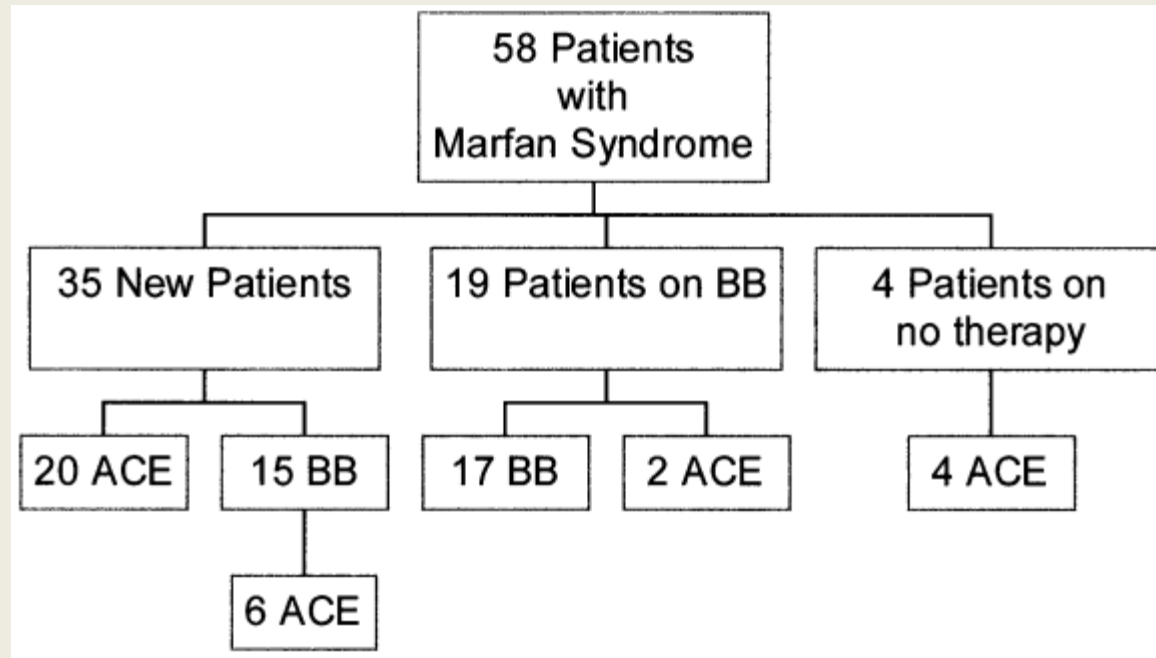 58 Patients
with
Marfan Syndrome
35 New Patients
19 Patients on BB
4 Patients on
no therapy
20 ACE
15 BB
17 BB
2 ACE
4 ACE
6 ACE